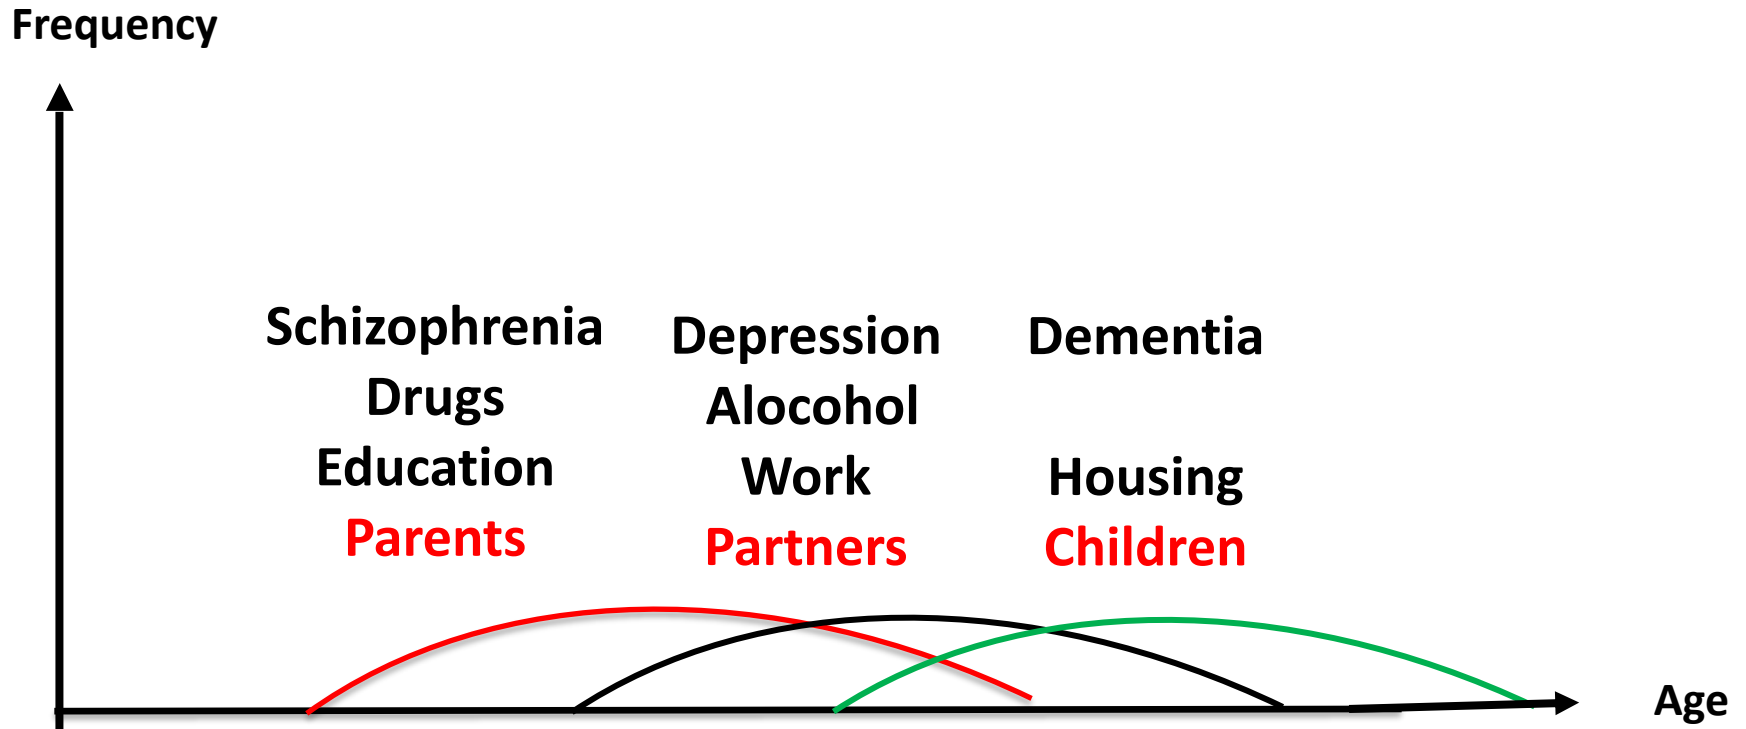 Frequency
Schizophrenia
Drugs
Education
Parents
Depression
Alocohol
Work
Partners
Dementia
Housing
Children
Age